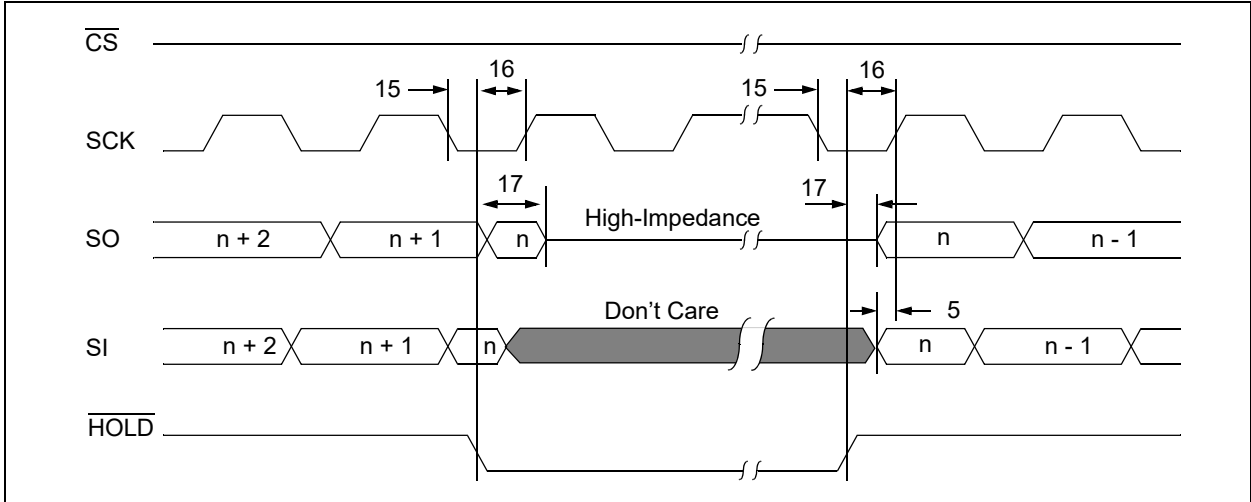 CS
16
16
15
15
SCK
17
17
High-Impedance
SO
n + 2
n + 1
n
n
n - 1
Don't Care
5
SI
n + 2
n + 1
n
n
n - 1
HOLD